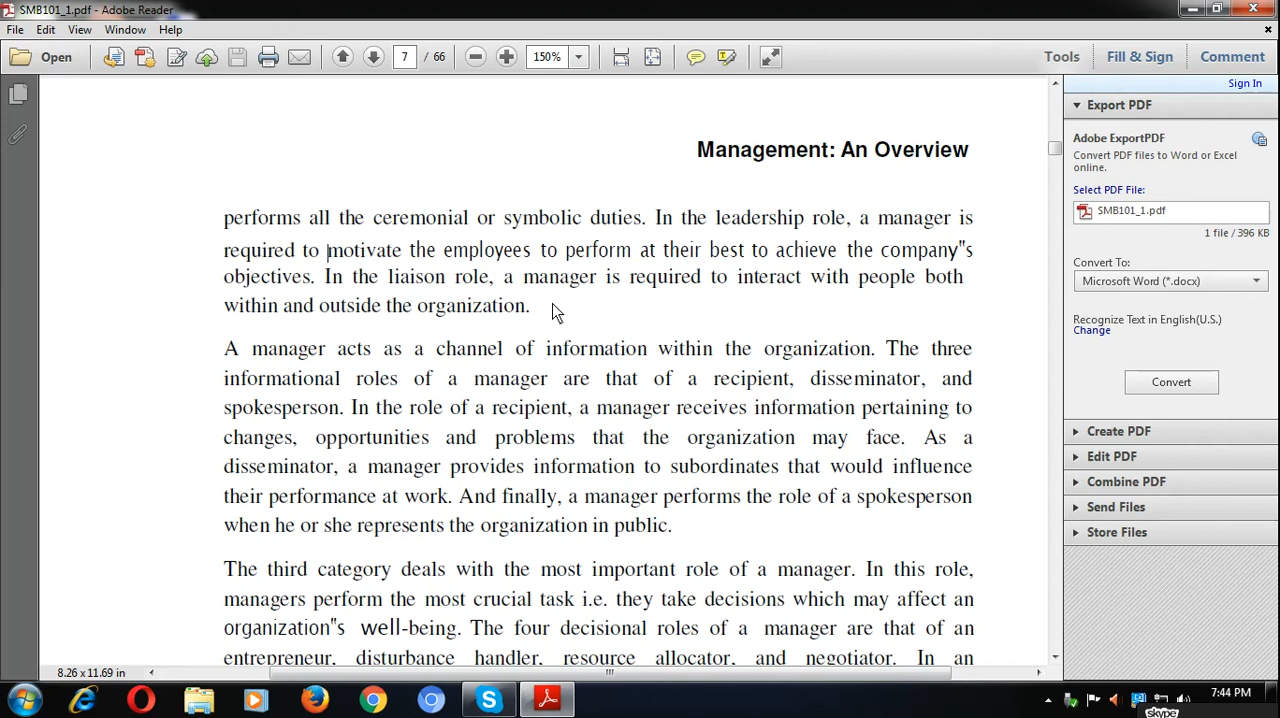 SMB101_1.pdf - Adobe Reader
File Edit View Window Help
Open 7 / 66 150% Tools Fill & Sign Comment
Sign In
Management: An Overview
performs all the ceremonial or symbolic duties. In the leadership role, a manager is
required to motivate the employees to perform at their best to achieve the company"s
objectives. In the liaison role, a manager is required to interact with people both
within and outside the organization.
A manager acts as a channel of information within the organization. The three
informational roles of a manager are that of a recipient, disseminator, and
spokesperson. In the role of a recipient, a manager receives information pertaining to
changes, opportunities and problems that the organization may face. As a
disseminator, a manager provides information to subordinates that would influence
their performance at work. And finally, a manager performs the role of a spokesperson
when he or she represents the organization in public.
The third category deals with the most important role of a manager. In this role,
managers perform the most crucial task i.e. they take decisions which may affect an
organization"s well-being. The four decisional roles of a manager are that of an
entrepreneur, disturbance handler, resource allocator, and negotiator. In an
8.26 x 11.69 in
Export PDF
Adobe ExportPDF
Convert PDF files to Word or Excel
online.
Select PDF File:
SMB101_1.pdf
1 file / 396 KB
Convert To:
Microsoft Word (*.docx)
Recognize Text in English(U.S.)
Change
Convert
Create PDF
Edit PDF
Combine PDF
Send Files
Store Files
7:44 PM
skype